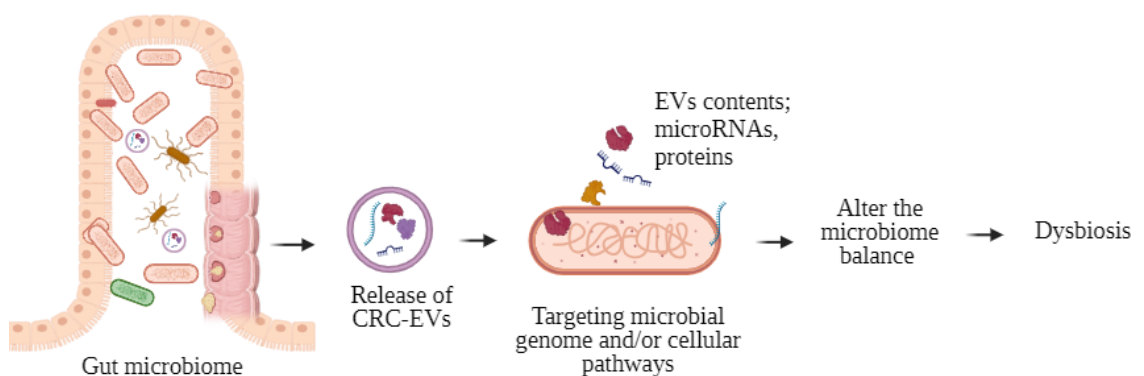 Gut microbiome
Release of
CRC-EVs
EVs contents;
microRNAs,
proteins
Targeting microbial
genome and/or cellular
pathways
Alter the
microbiome
balance
Dysbiosis